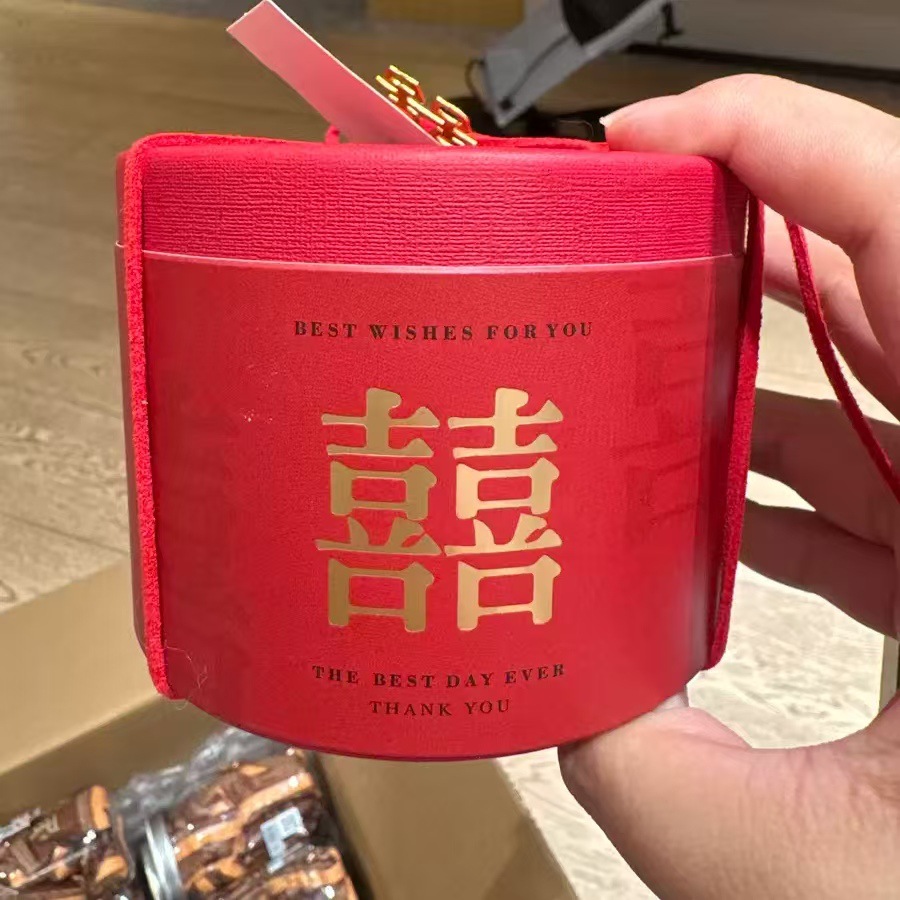 BEST WISHES FOR YOU
囍
THE BEST DAY EVER
THANK YOU